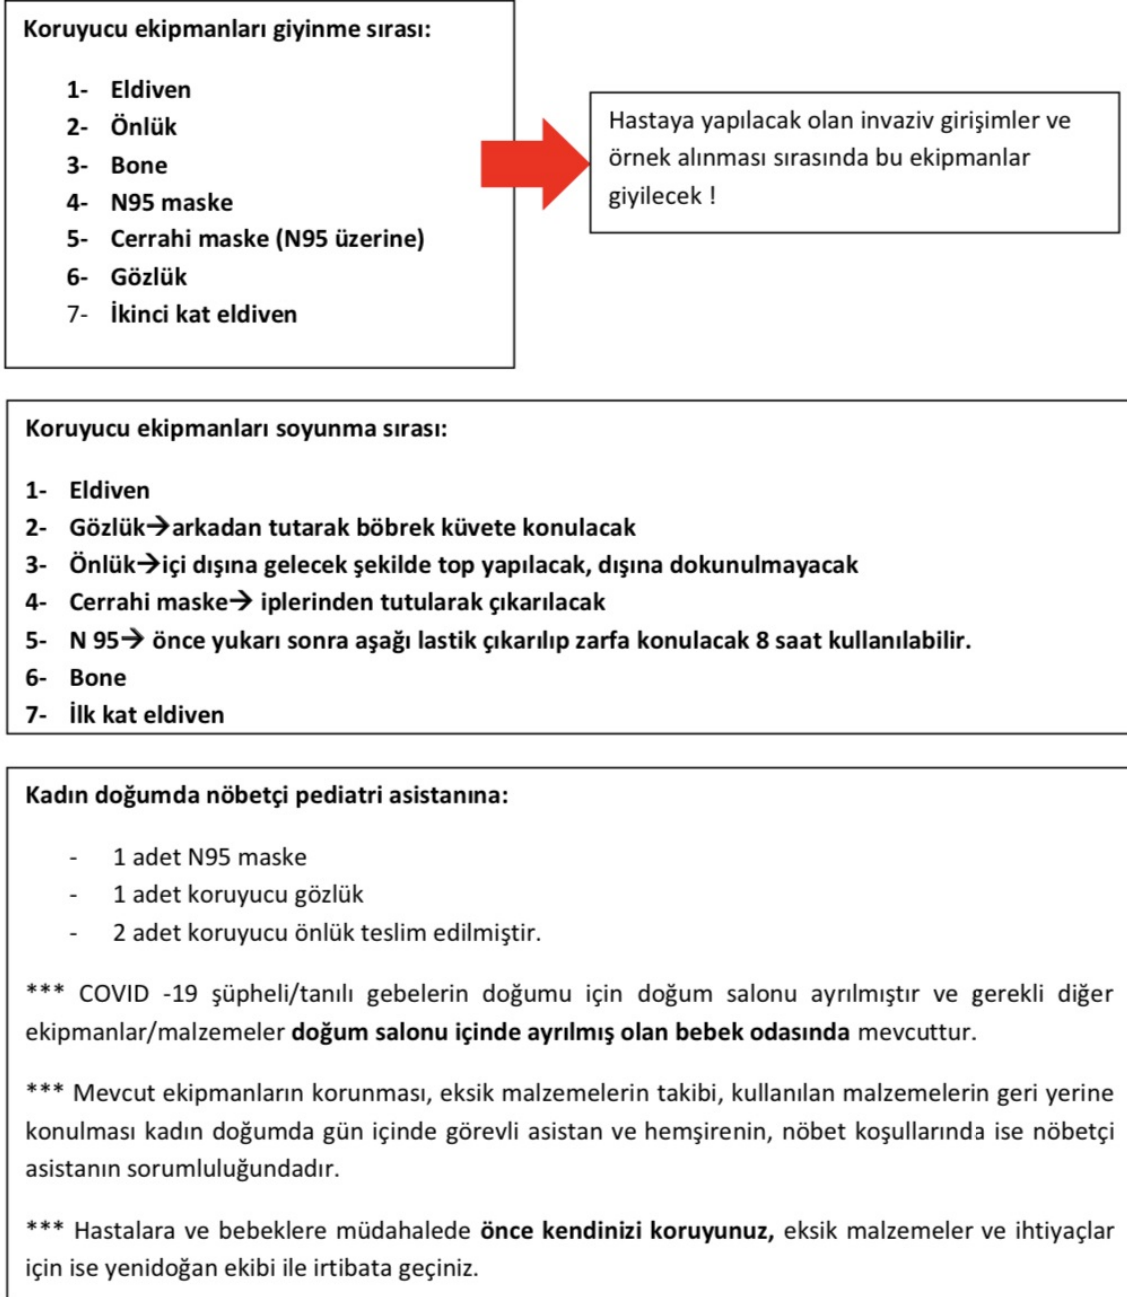 Koruyucu ekipmanları giyinme sırası:
1- Eldiven
2- Önlük
3- Bone
4- N95 maske
5- Cerrahi maske (N95 üzerine)
6- Gözlük
7- İkinci kat eldiven
Hastaya yapılacak olan invaziv girişimler ve
örnek alınması sırasında bu ekipmanlar
giyilecek !
Koruyucu ekipmanları soyunma sırası:
1- Eldiven
2- Gözlük→arkadan tutarak böbrek küvete konulacak
3- Önlük→içi dışına gelecek şekilde top yapılacak, dışına dokunulmayacak
4- Cerrahi maske→ iplerinden tutularak çıkarılacak
5- N 95→ önce yukarı sonra aşağı lastik çıkarılıp zarfa konulacak 8 saat kullanılabilir.
6- Bone
7- İlk kat eldiven
Kadın doğumda nöbetçi pediatri asistanına:
- 1 adet N95 maske
- 1 adet koruyucu gözlük
- 2 adet koruyucu önlük teslim edilmiştir.
*** COVID -19 şüpheli/tanılı gebelerin doğumu için doğum salonu ayrılmıştır ve gerekli diğer
ekipmanlar/malzemeler doğum salonu içinde ayrılmış olan bebek odasında mevcuttur.
*** Mevcut ekipmanların korunması, eksik malzemelerin takibi, kullanılan malzemelerin geri yerine
konulması kadın doğumda gün içinde görevli asistan ve hemşirenin, nöbet koşullarında ise nöbetçi
asistanın sorumluluğundadır.
*** Hastalara ve bebeklere müdahalede önce kendinizi koruyunuz, eksik malzemeler ve ihtiyaçlar
için ise yenidoğan ekibi ile irtibata geçiniz.